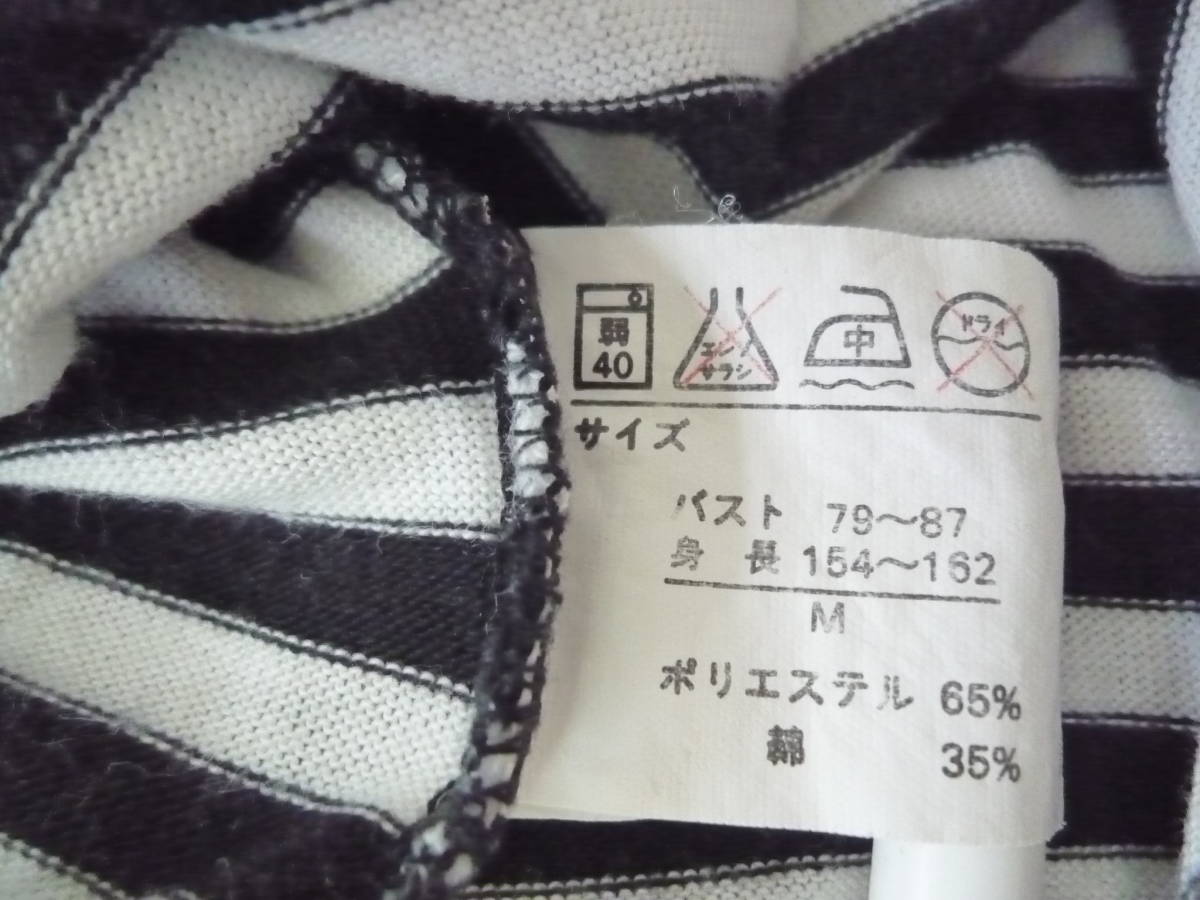 弱 40
エンソ サラシ
中
ドライ
サイズ
バスト 79〜87
身長 154〜162
M
ポリエステル 65%
綿 35%